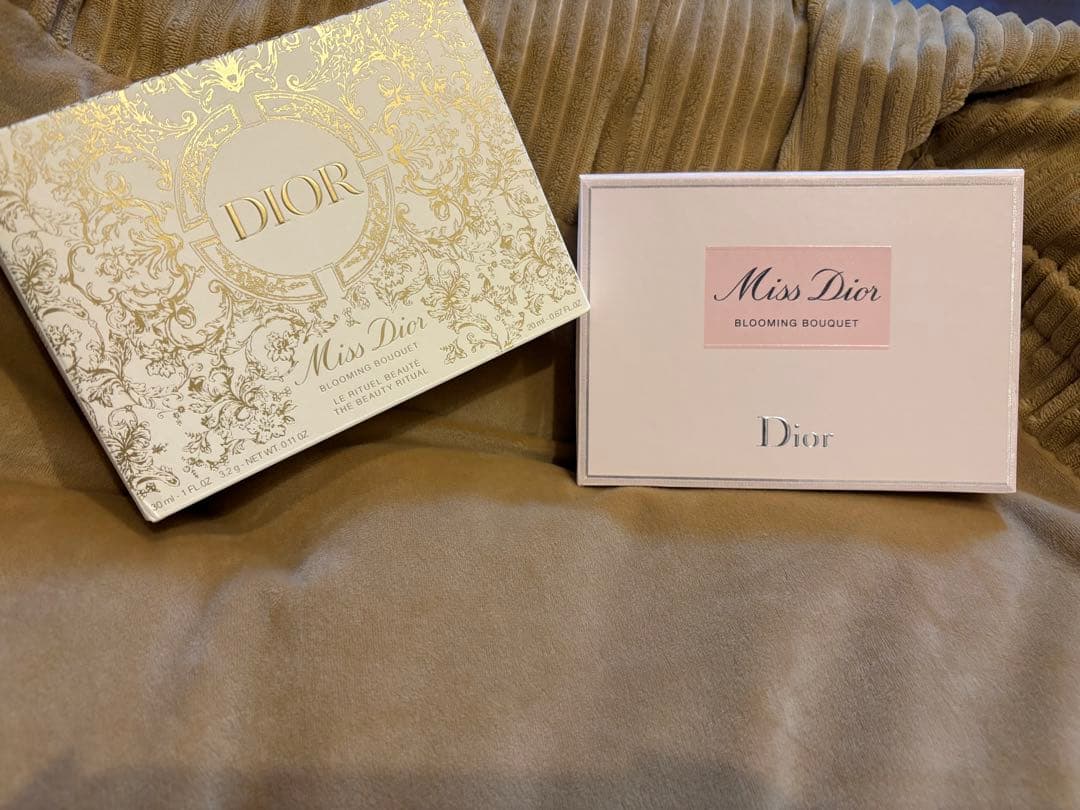 DIOR
Miss Dior
BLOOMING BOUQUET
LE RITUEL BEAUTÉ
THE BEAUTY RITUAL
30 ml - 1 FL.OZ 3.2 g - NET WT. 0.11 OZ
20 ml - 0.67 FL.OZ
Miss Dior
BLOOMING BOUQUET
Dior